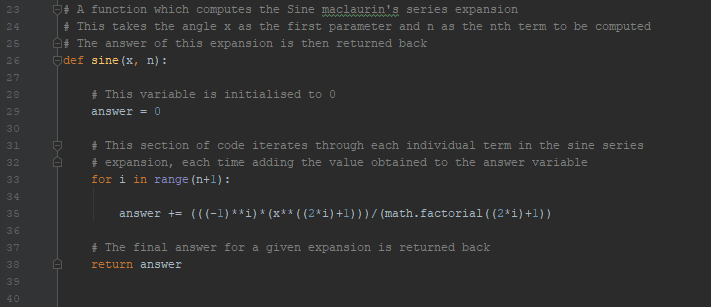 23 # A function which computes the Sine maclaurin's series expansion
24 # This takes the angle x as the first parameter and n as the nth term to be computed
25 # The answer of this expansion is then returned back
26 def sine(x, n):
27
28 # This variable is initialised to 0
29 answer = 0
30
31 # This section of code iterates through each individual term in the sine series
32 # expansion, each time adding the value obtained to the answer variable
33 for i in range(n+1):
34
35 answer += (((-1)**i)*(x**((2*i)+1)))/(math.factorial((2*i)+1))
36
37 # The final answer for a given expansion is returned back
38 return answer
39
40